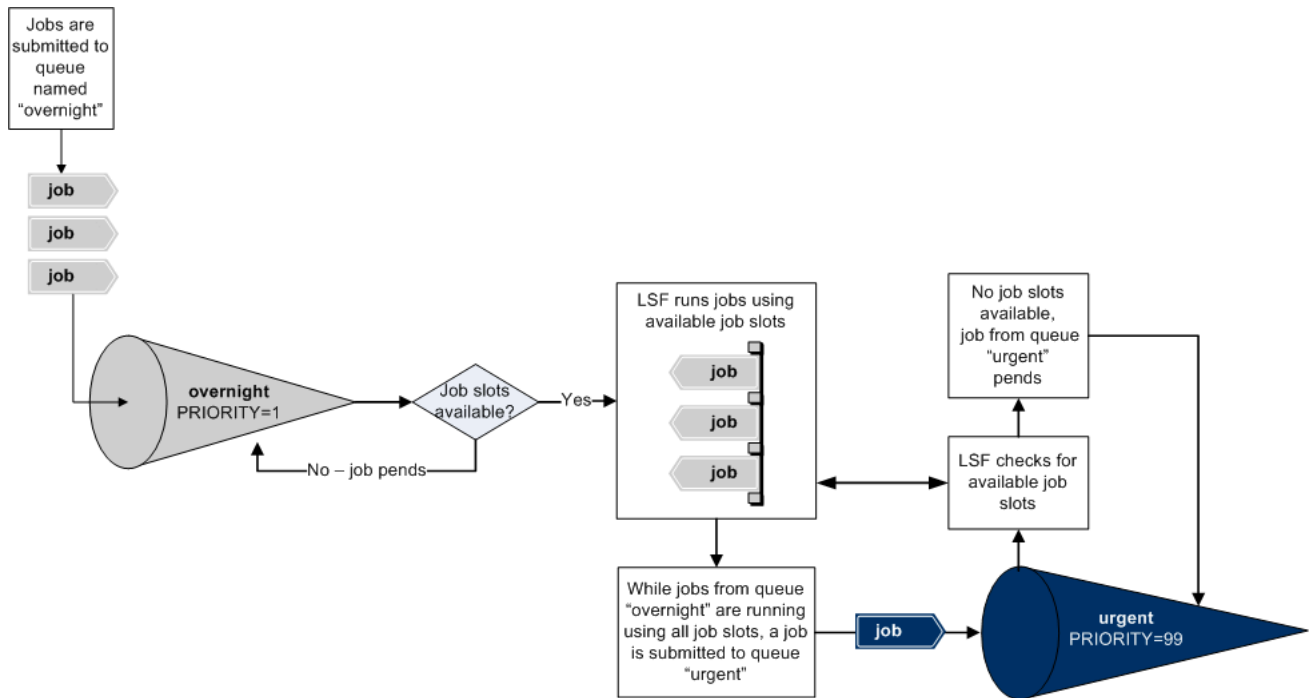 Jobs are
submitted to
queue
named
“overnight”
job
job
job
overnight
PRIORITY=1
Job slots
available?
Yes
No – job pends
LSF runs jobs using
available job slots
job
job
job
While jobs from queue
“overnight” are running
using all job slots, a job
is submitted to queue
“urgent”
job
urgent
PRIORITY=99
LSF checks for
available job
slots
No job slots
available,
job from queue
“urgent”
pends